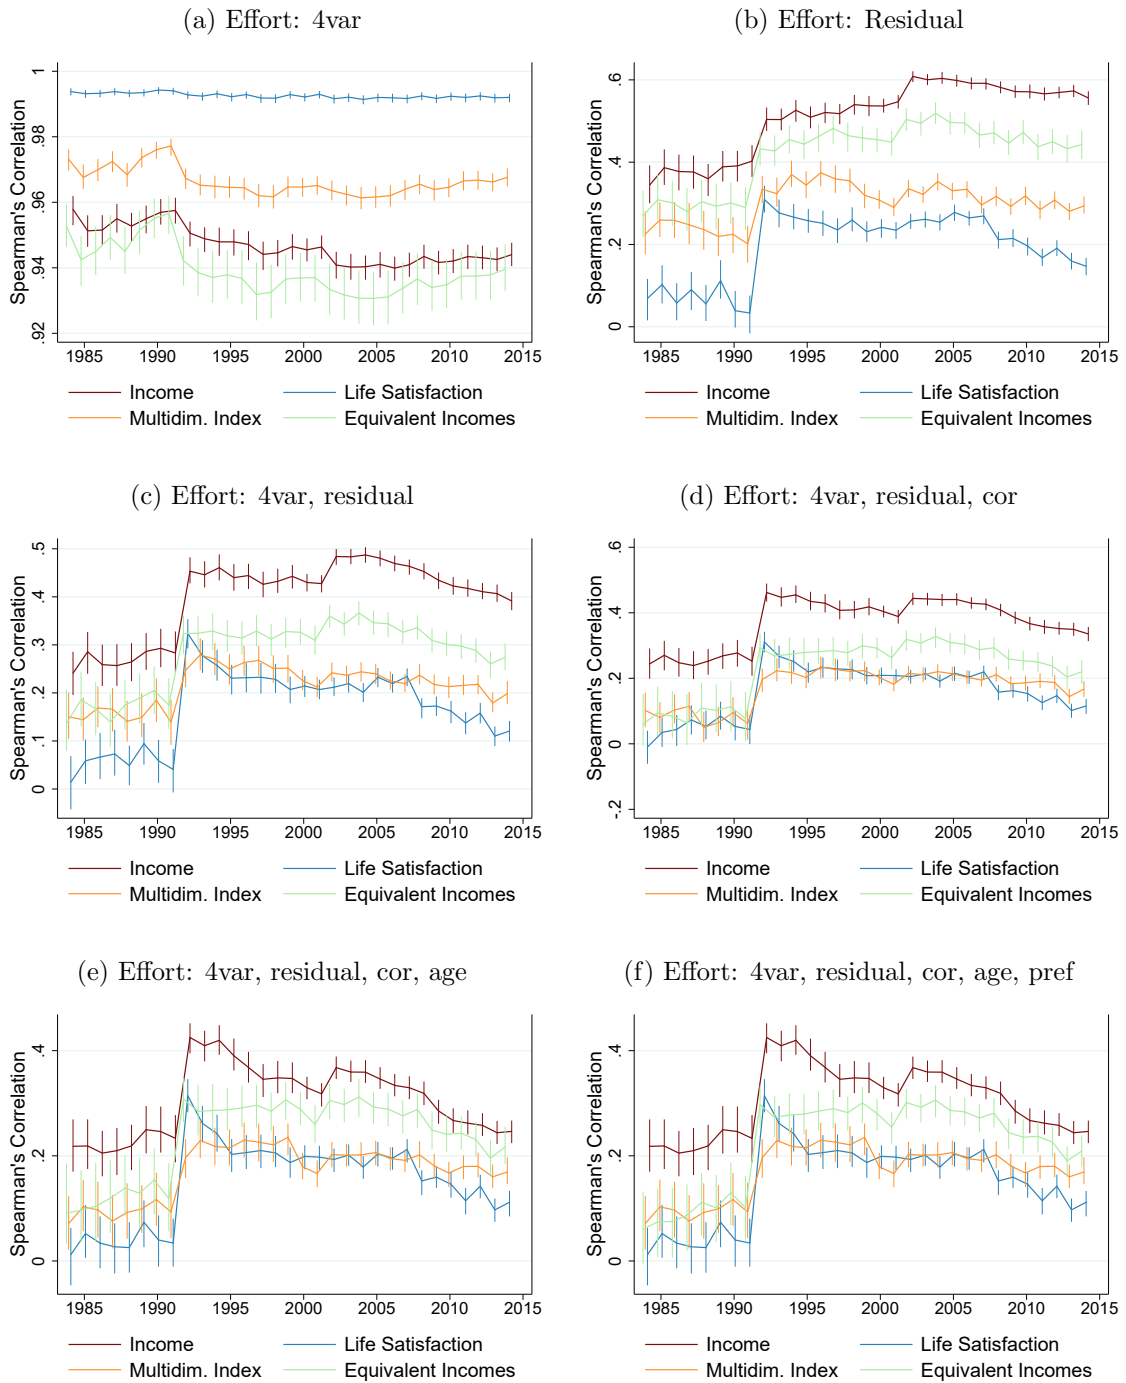 (a) Effort: 4var
Spearman's Correlation
.92 .94 .96 .98 1
1985 1990 1995 2000 2005 2010 2015
Income Life Satisfaction
Multidim. Index Equivalent Incomes
(b) Effort: Residual
Spearman's Correlation
0 .2 .4 .6
1985 1990 1995 2000 2005 2010 2015
Income Life Satisfaction
Multidim. Index Equivalent Incomes
(c) Effort: 4var, residual
Spearman's Correlation
0 .1 .2 .3 .4 .5
1985 1990 1995 2000 2005 2010 2015
Income Life Satisfaction
Multidim. Index Equivalent Incomes
(d) Effort: 4var, residual, cor
Spearman's Correlation
-.2 0 .2 .4 .6
1985 1990 1995 2000 2005 2010 2015
Income Life Satisfaction
Multidim. Index Equivalent Incomes
(e) Effort: 4var, residual, cor, age
Spearman's Correlation
0 .2 .4
1985 1990 1995 2000 2005 2010 2015
Income Life Satisfaction
Multidim. Index Equivalent Incomes
(f) Effort: 4var, residual, cor, age, pref
Spearman's Correlation
0 .2 .4
1985 1990 1995 2000 2005 2010 2015
Income Life Satisfaction
Multidim. Index Equivalent Incomes